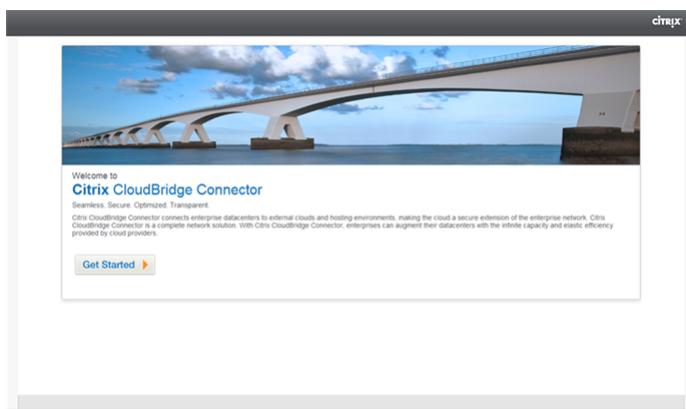 CITRIX
Welcome to
Citrix CloudBridge Connector
Seamless. Secure. Optimized. Transparent.
Citrix CloudBridge Connector connects enterprise datacenters to external clouds and hosting environments, making the cloud a secure extension of the enterprise network. Citrix
CloudBridge Connector is a complete network solution. With Citrix CloudBridge Connector, enterprises can augment their datacenters with the infinite capacity and elastic efficiency
provided by cloud providers.
Get Started